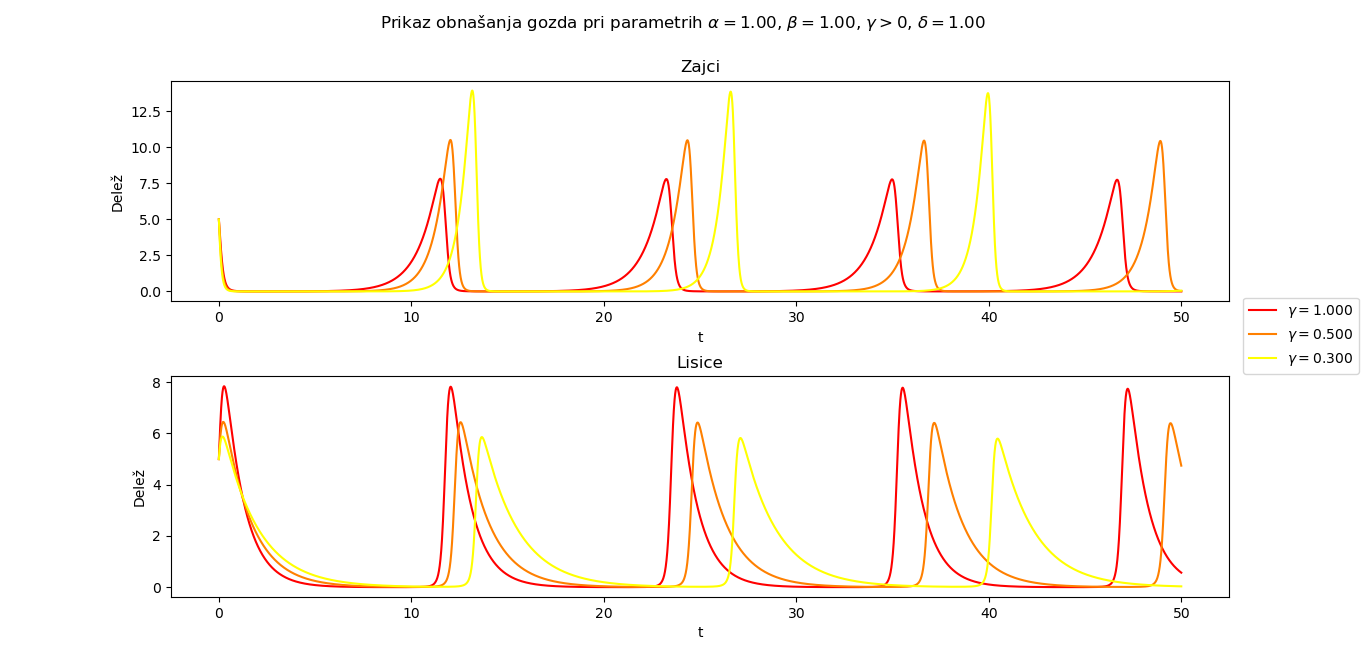 Prikaz obnašanja gozda pri parametrih α = 1.00, β = 1.00, γ > 0, δ = 1.00
Zajci
Delež
12.5
10.0
7.5
5.0
2.5
0.0
0 10 20 30 40 50
t
γ = 1.000
γ = 0.500
γ = 0.300
Lisice
Delež
8
6
4
2
0
0 10 20 30 40 50
t